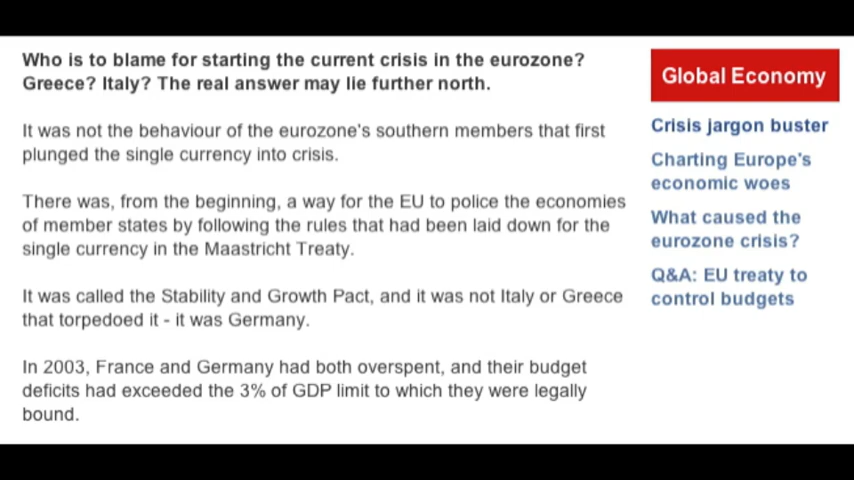 Who is to blame for starting the current crisis in the eurozone?
Greece? Italy? The real answer may lie further north.
It was not the behaviour of the eurozone's southern members that first
plunged the single currency into crisis.
There was, from the beginning, a way for the EU to police the economies
of member states by following the rules that had been laid down for the
single currency in the Maastricht Treaty.
It was called the Stability and Growth Pact, and it was not Italy or Greece
that torpedoed it - it was Germany.
In 2003, France and Germany had both overspent, and their budget
deficits had exceeded the 3% of GDP limit to which they were legally
bound.
Global Economy
Crisis jargon buster
Charting Europe's
economic woes
What caused the
eurozone crisis?
Q&A: EU treaty to
control budgets